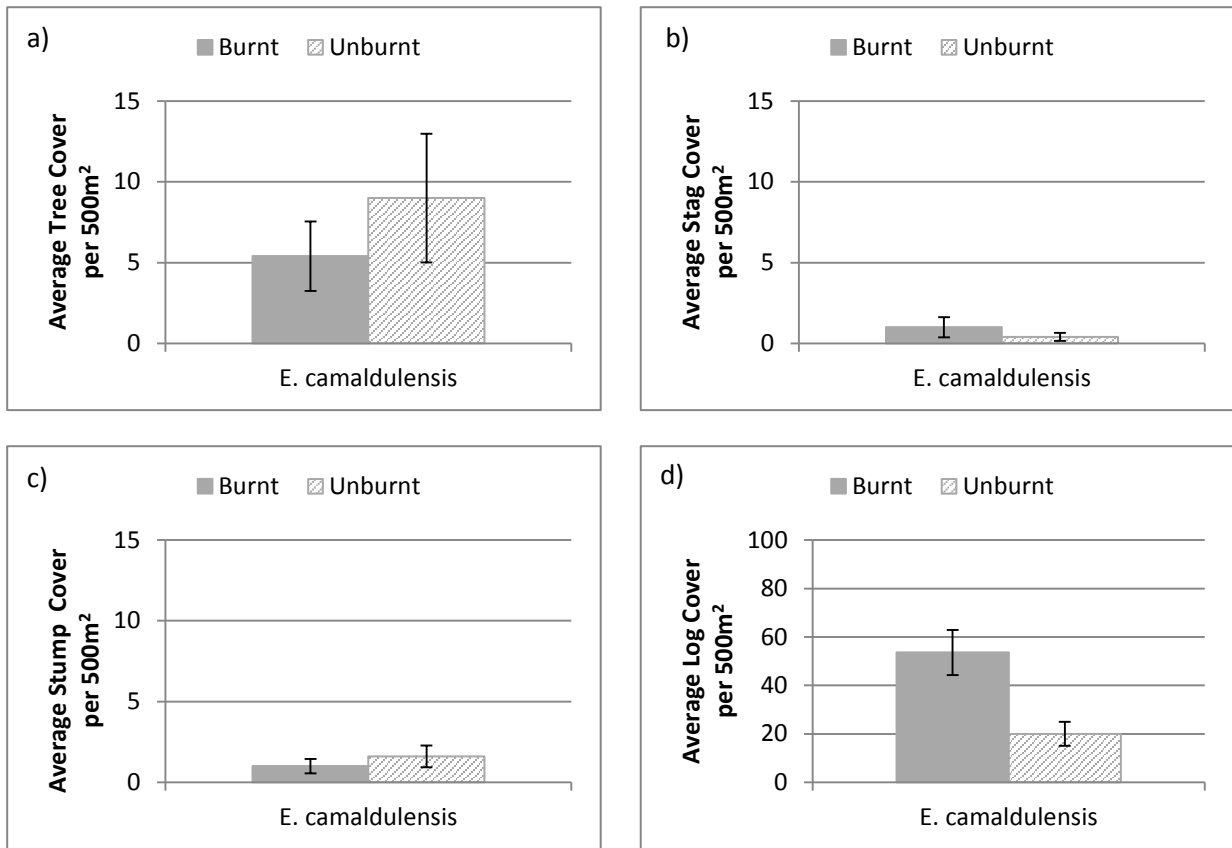 a)
Burnt Unburnt
Average Tree Cover
per 500m²
15
10
5
0
E. camaldulensis
b)
Burnt Unburnt
Average Stag Cover
per 500m²
15
10
5
0
E. camaldulensis
c)
Burnt Unburnt
Average Stump Cover
per 500m²
15
10
5
0
E. camaldulensis
d)
Burnt Unburnt
Average Log Cover
per 500m²
100
80
60
40
20
0
E. camaldulensis